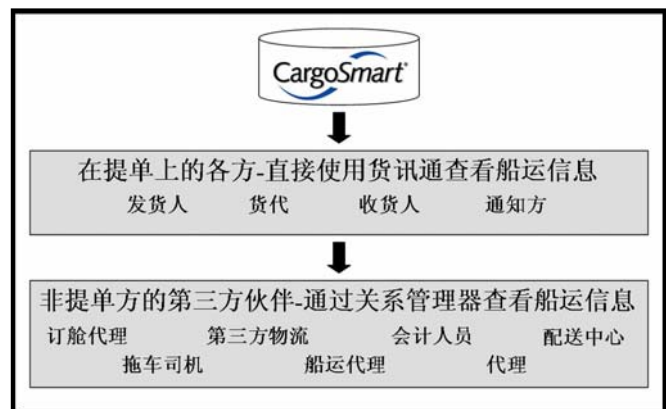 CargoSmart®
在提单上的各方-直接使用货讯通查看船运信息
发货人 货代 收货人 通知方
非提单方的第三方伙伴-通过关系管理器查看船运信息
订舱代理 第三方物流 会计人员 配送中心
拖车司机 船运代理 代理